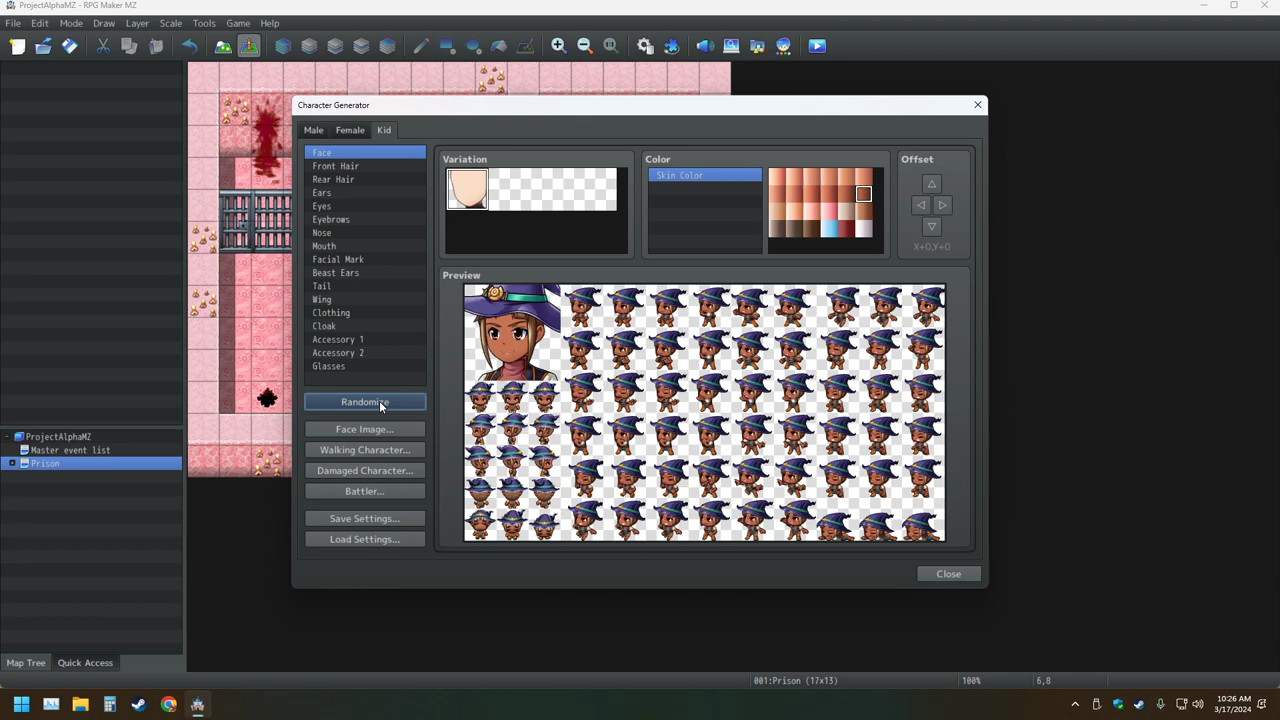 ProjectAlphaMZ - RPG Maker MZ
File Edit Mode Draw Layer Scale Tools Game Help
Character Generator
Male Female Kid
Face
Front Hair
Rear Hair
Ears
Eyes
Eyebrows
Nose
Mouth
Facial Mark
Beast Ears
Tail
Wing
Clothing
Cloak
Accessory 1
Accessory 2
Glasses
Randomize
Face Image...
Walking Character...
Damaged Character...
Battler...
Save Settings...
Load Settings...
Variation
Color
Skin Color
Offset
X+0,Y+0
Preview
Close
ProjectAlphaMZ
Master event list
Prison
Map Tree Quick Access
001:Prison (17x13) 100% 6,8
10:26 AM
3/17/2024